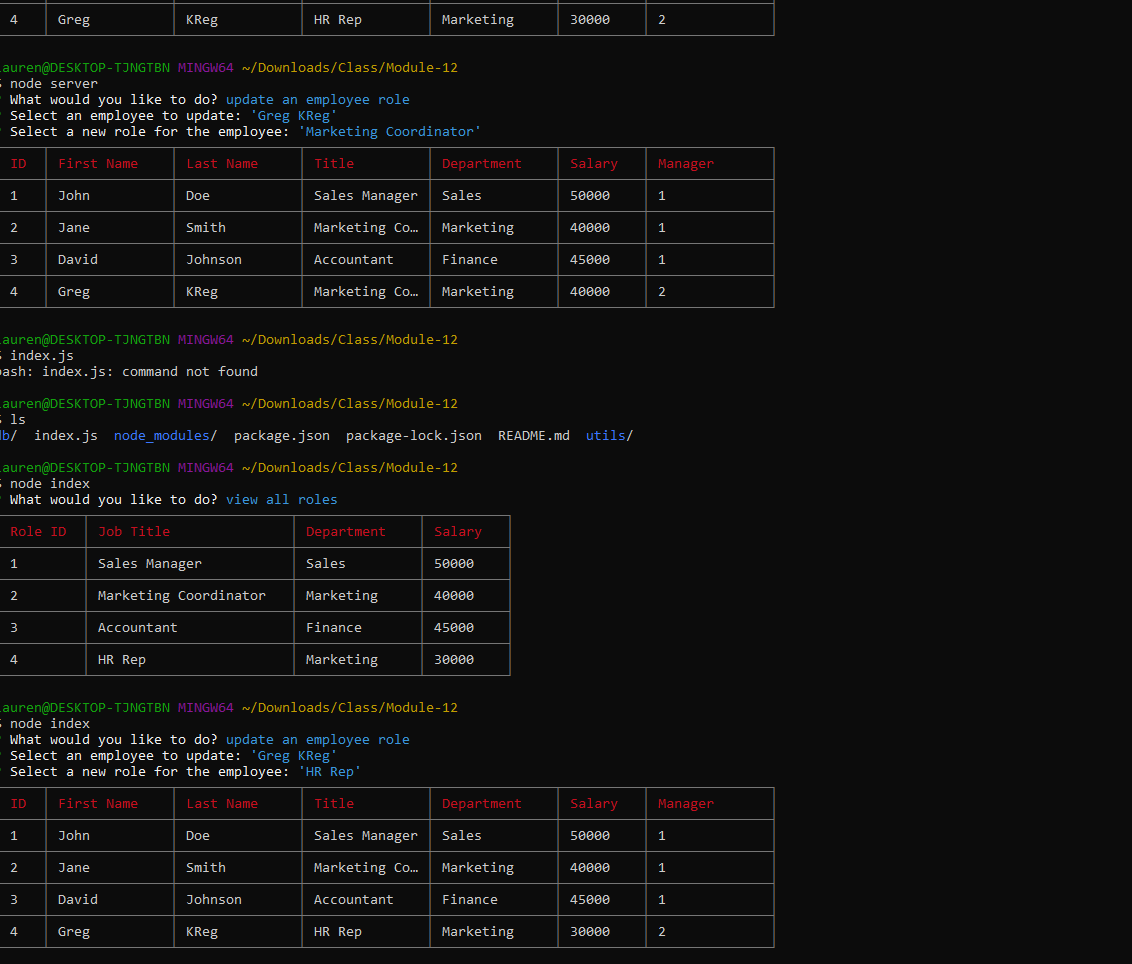 4 Greg KReg HR Rep Marketing 30000 2
auren@DESKTOP-TJNGTBN MINGW64 ~/Downloads/Class/Module-12
$ node server
? What would you like to do? update an employee role
? Select an employee to update: 'Greg KReg'
? Select a new role for the employee: 'Marketing Coordinator'
ID First Name Last Name Title Department Salary Manager
1 John Doe Sales Manager Sales 50000 1
2 Jane Smith Marketing Co… Marketing 40000 1
3 David Johnson Accountant Finance 45000 1
4 Greg KReg Marketing Co… Marketing 40000 2
auren@DESKTOP-TJNGTBN MINGW64 ~/Downloads/Class/Module-12
$ index.js
bash: index.js: command not found
auren@DESKTOP-TJNGTBN MINGW64 ~/Downloads/Class/Module-12
$ ls
db/ index.js node_modules/ package.json package-lock.json README.md utils/
auren@DESKTOP-TJNGTBN MINGW64 ~/Downloads/Class/Module-12
$ node index
? What would you like to do? view all roles
Role ID Job Title Department Salary
1 Sales Manager Sales 50000
2 Marketing Coordinator Marketing 40000
3 Accountant Finance 45000
4 HR Rep Marketing 30000
auren@DESKTOP-TJNGTBN MINGW64 ~/Downloads/Class/Module-12
$ node index
? What would you like to do? update an employee role
? Select an employee to update: 'Greg KReg'
? Select a new role for the employee: 'HR Rep'
ID First Name Last Name Title Department Salary Manager
1 John Doe Sales Manager Sales 50000 1
2 Jane Smith Marketing Co… Marketing 40000 1
3 David Johnson Accountant Finance 45000 1
4 Greg KReg HR Rep Marketing 30000 2